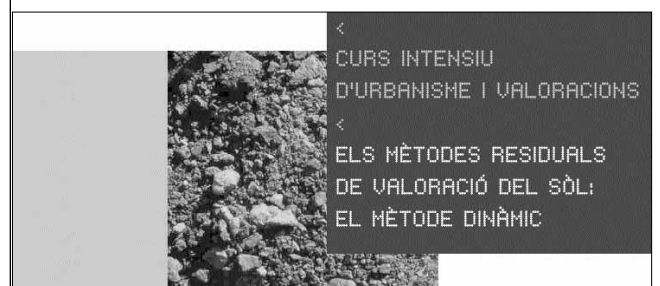 <
CURS INTENSIU
D'URBANISME I VALORACIONS
<
ELS MÈTODES RESIDUALS
DE VALORACIÓ DEL SÒL:
EL MÈTODE DINÀMIC